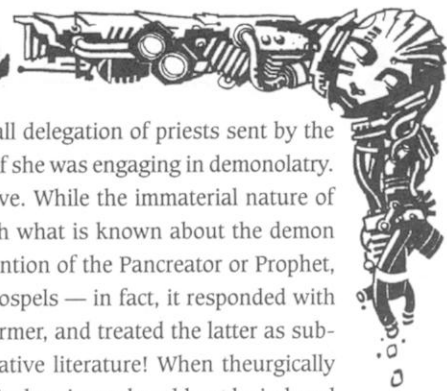 all delegation of priests sent by the
she was engaging in demonolatry.
While the immaterial nature of
what is known about the demon
ntion of the Pancreator or Prophet,
ospels — in fact, it responded with
rmer, and treated the latter as sub-
ative literature! When theurgically